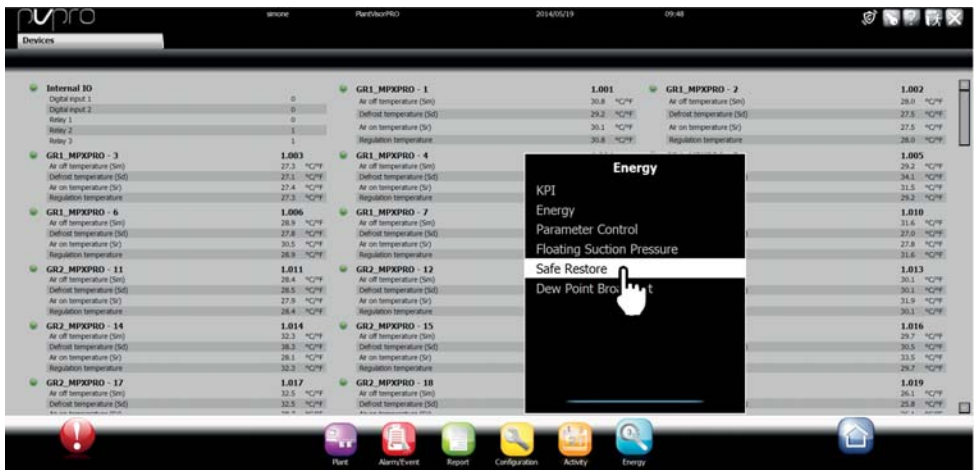 pvpro simone PlantVisorPRO 2014/05/19 09:48
Devices
Internal IO
Digital input 1 0
Digital input 2 0
Relay 1 0
Relay 2 1
Relay 3 1
GR1_MPXPRO - 1 1.001
Air off temperature (Sm) 30.8 °C/°F
Defrost temperature (Sd) 29.2 °C/°F
Air on temperature (Sr) 30.1 °C/°F
Regulation temperature 30.8 °C/°F
GR1_MPXPRO - 2 1.002
Air off temperature (Sm) 28.0 °C/°F
Defrost temperature (Sd) 27.5 °C/°F
Air on temperature (Sr) 27.5 °C/°F
Regulation temperature 28.0 °C/°F
GR1_MPXPRO - 3 1.003
Air off temperature (Sm) 27.3 °C/°F
Defrost temperature (Sd) 27.1 °C/°F
Air on temperature (Sr) 27.4 °C/°F
Regulation temperature 27.3 °C/°F
GR1_MPXPRO - 4
Air off temperature (Sm)
Defrost temperature (Sd)
Air on temperature (Sr)
Regulation temperature
1.005
29.2 °C/°F
34.1 °C/°F
31.5 °C/°F
29.2 °C/°F
GR1_MPXPRO - 6 1.006
Air off temperature (Sm) 28.9 °C/°F
Defrost temperature (Sd) 27.8 °C/°F
Air on temperature (Sr) 30.5 °C/°F
Regulation temperature 28.9 °C/°F
GR1_MPXPRO - 7
Air off temperature (Sm)
Defrost temperature (Sd)
Air on temperature (Sr)
Regulation temperature
1.010
31.6 °C/°F
27.0 °C/°F
27.8 °C/°F
31.6 °C/°F
GR2_MPXPRO - 11 1.011
Air off temperature (Sm) 28.4 °C/°F
Defrost temperature (Sd) 28.5 °C/°F
Air on temperature (Sr) 27.9 °C/°F
Regulation temperature 28.4 °C/°F
GR2_MPXPRO - 12
Air off temperature (Sm)
Defrost temperature (Sd)
Air on temperature (Sr)
Regulation temperature
1.013
30.1 °C/°F
30.1 °C/°F
31.9 °C/°F
30.1 °C/°F
GR2_MPXPRO - 14 1.014
Air off temperature (Sm) 32.3 °C/°F
Defrost temperature (Sd) 38.3 °C/°F
Air on temperature (Sr) 28.1 °C/°F
Regulation temperature 32.3 °C/°F
GR2_MPXPRO - 15
Air off temperature (Sm)
Defrost temperature (Sd)
Air on temperature (Sr)
Regulation temperature
1.016
29.7 °C/°F
30.5 °C/°F
33.5 °C/°F
29.7 °C/°F
GR2_MPXPRO - 17 1.017
Air off temperature (Sm) 32.5 °C/°F
Defrost temperature (Sd) 32.5 °C/°F
GR2_MPXPRO - 18
Air off temperature (Sm)
Defrost temperature (Sd)
1.019
26.1 °C/°F
25.8 °C/°F
Energy
KPI
Energy
Parameter Control
Floating Suction Pressure
Safe Restore
Dew Point Bro t
Plant Alarm/Event Report Configuration Activity Energy